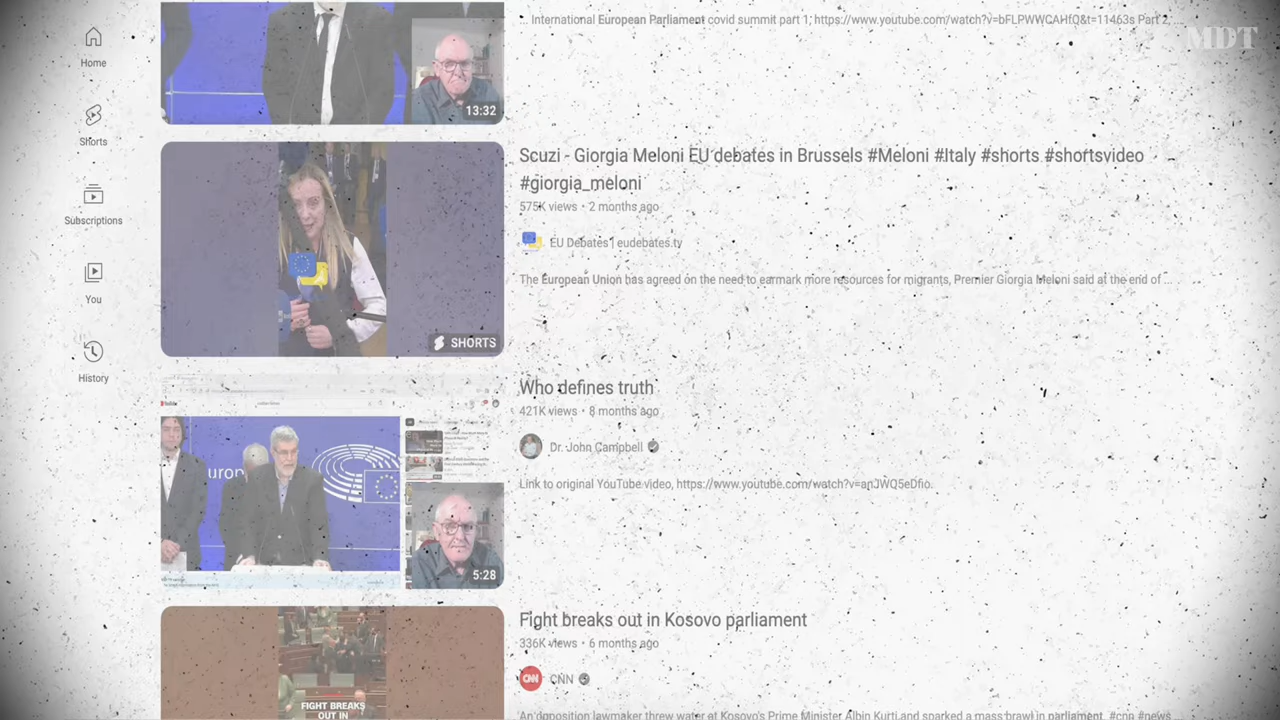 ... International European Parliament covid summit part 1, https://www.youtube.com/watch?v=bFLPWWCAHfQ&t=11463s Part 2, ...
MDT
Home
13:32
Shorts
Scuzi - Giorgia Meloni EU debates in Brussels #Meloni #Italy #shorts #shortsvideo
#giorgia_meloni
575K views • 2 months ago
Subscriptions
EU Debates | eudebates.tv
The European Union has agreed on the need to earmark more resources for migrants, Premier Giorgia Meloni said at the end of ...
You
SHORTS
History
Who defines truth
421K views • 8 months ago
Dr. John Campbell
Link to original YouTube video, https://www.youtube.com/watch?v=anJWQ5eDfio.
5:28
Fight breaks out in Kosovo parliament
336K views • 6 months ago
CNN CNN
FIGHT BREAKS
OUT IN
An opposition lawmaker threw water at Kosovo's Prime Minister Albin Kurti and sparked a mass brawl in parliament. #cnn #news